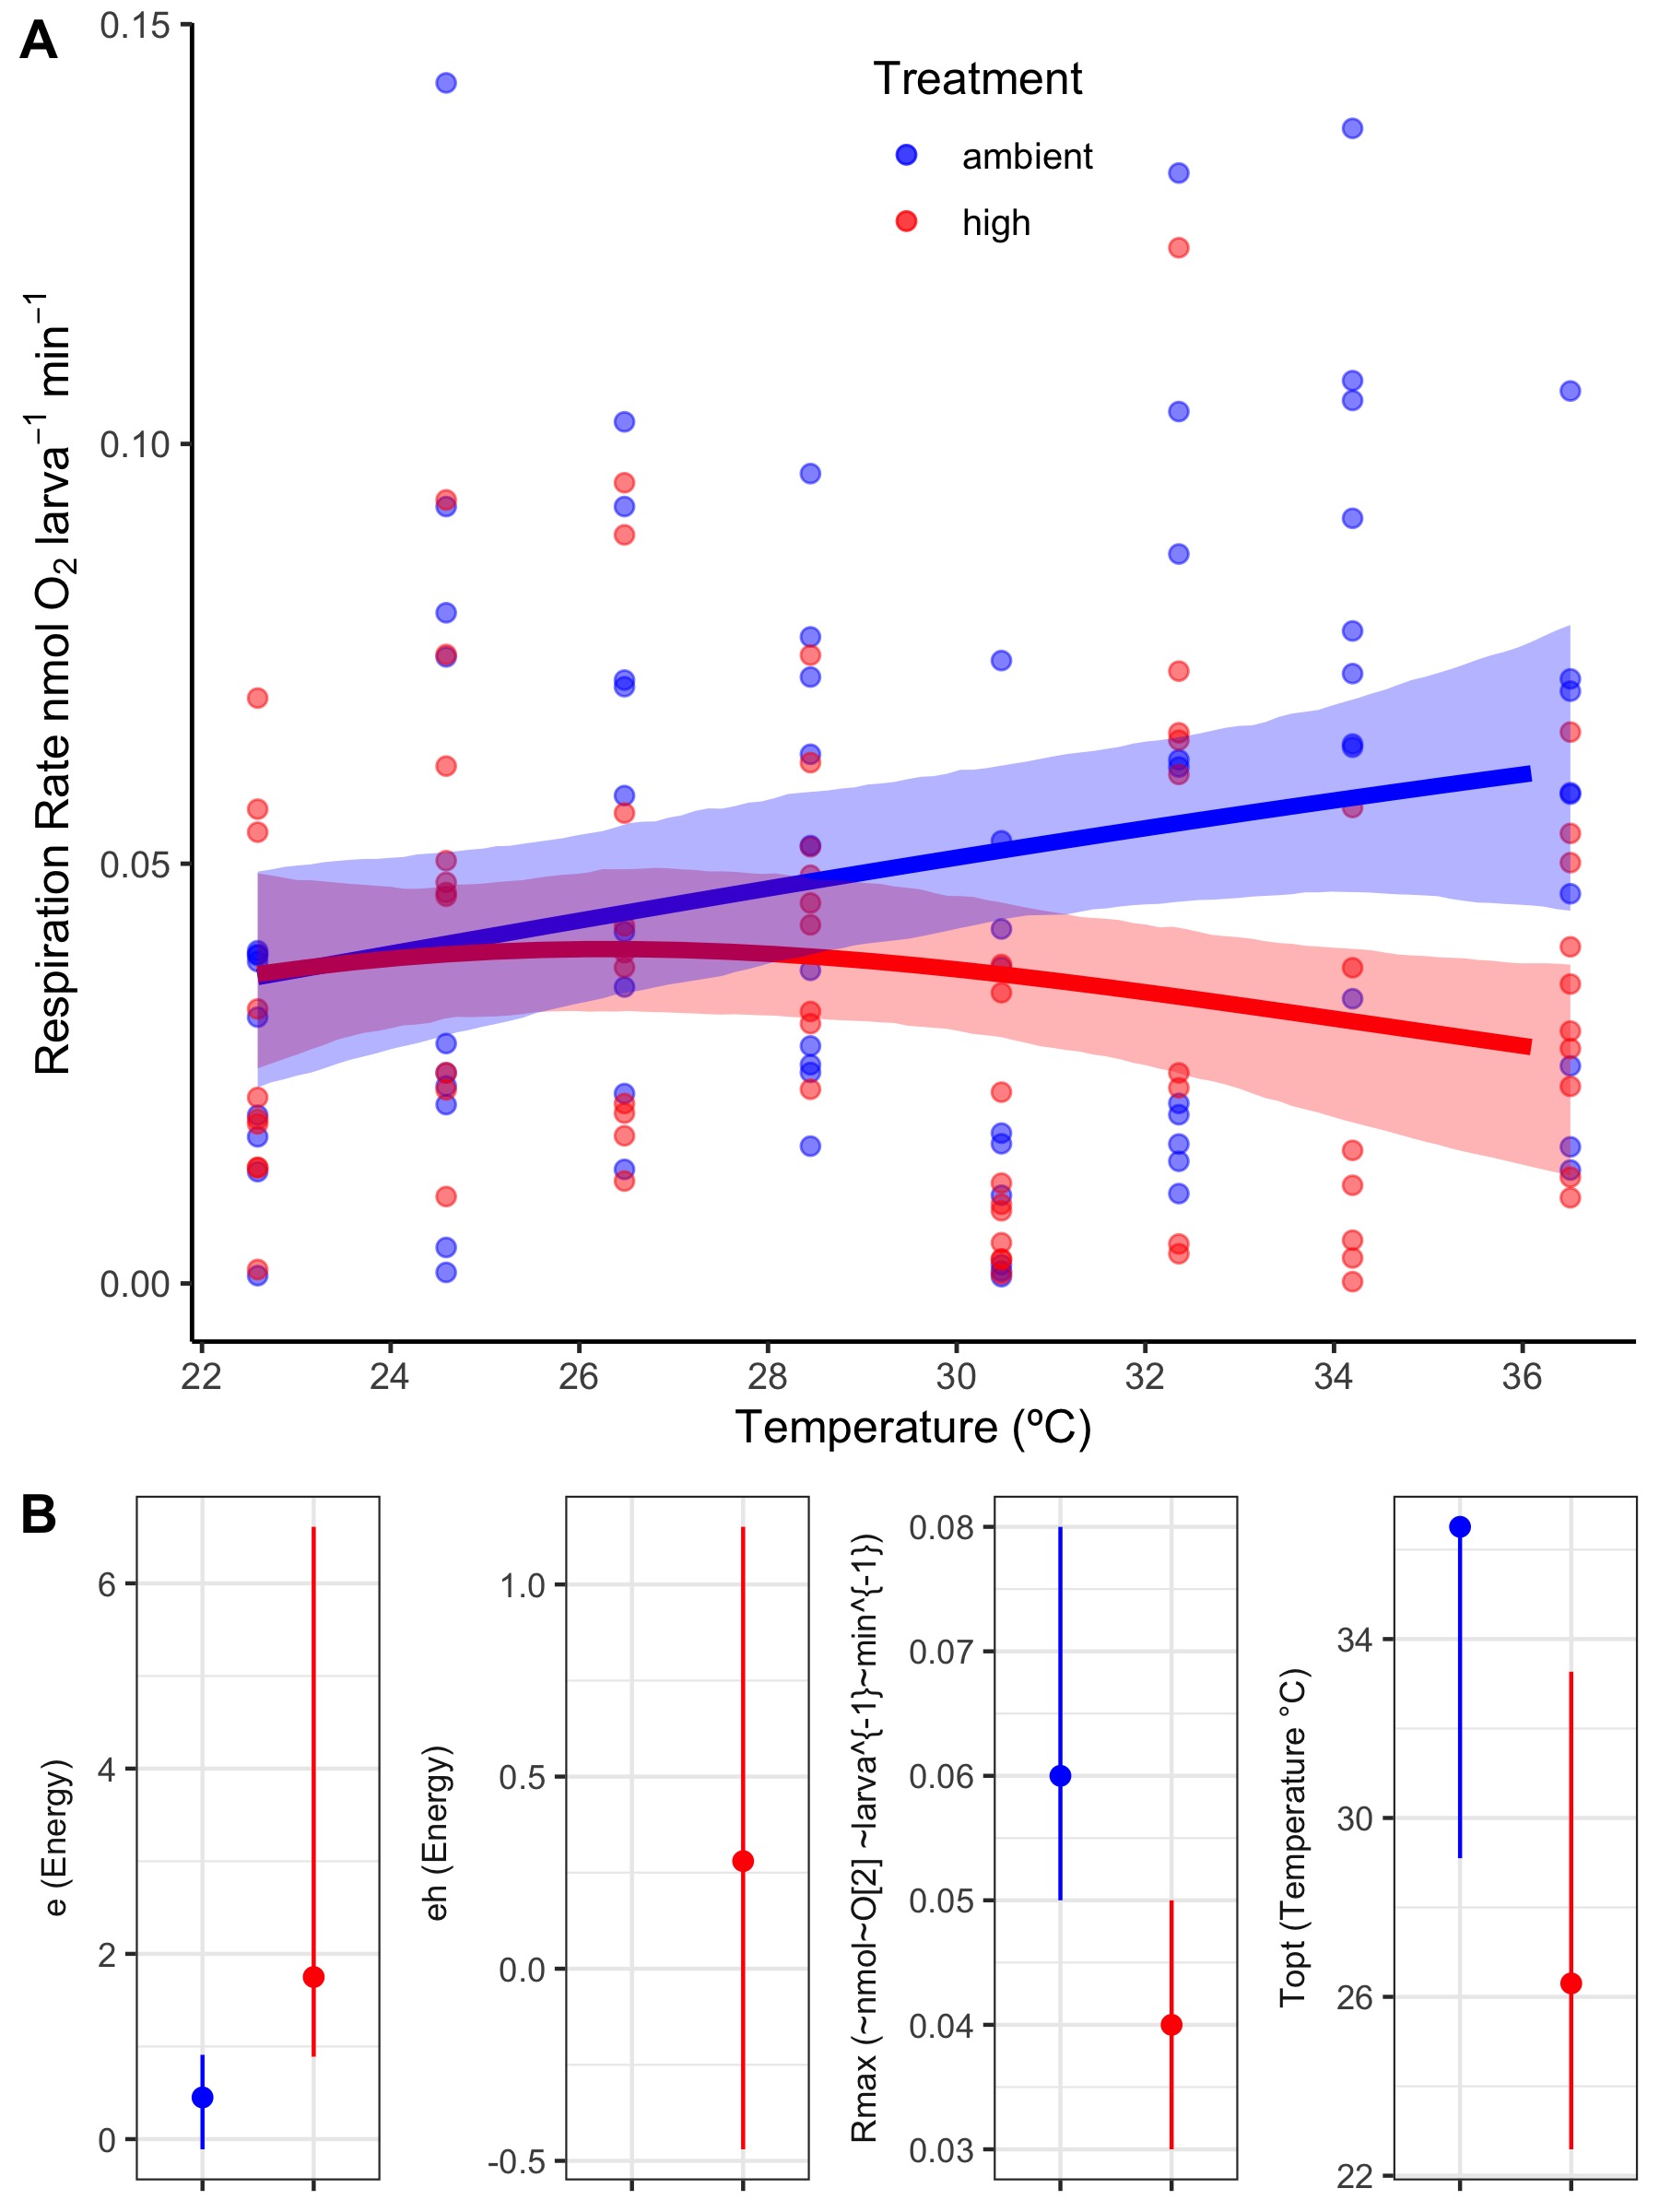 A
0.15
0.10
0.05
0.00
Respiration Rate nmol O₂ larva⁻¹ min⁻¹
Treatment
ambient
high
22 24 26 28 30 32 34 36
Temperature (ºC)
B
e (Energy)
6
4
2
0
eh (Energy)
1.0
0.5
0.0
-0.5
Rmax (~nmol~O[2] ~larva^{-1}~min^{-1})
0.08
0.07
0.06
0.05
0.04
0.03
Topt (Temperature °C)
34
30
26
22